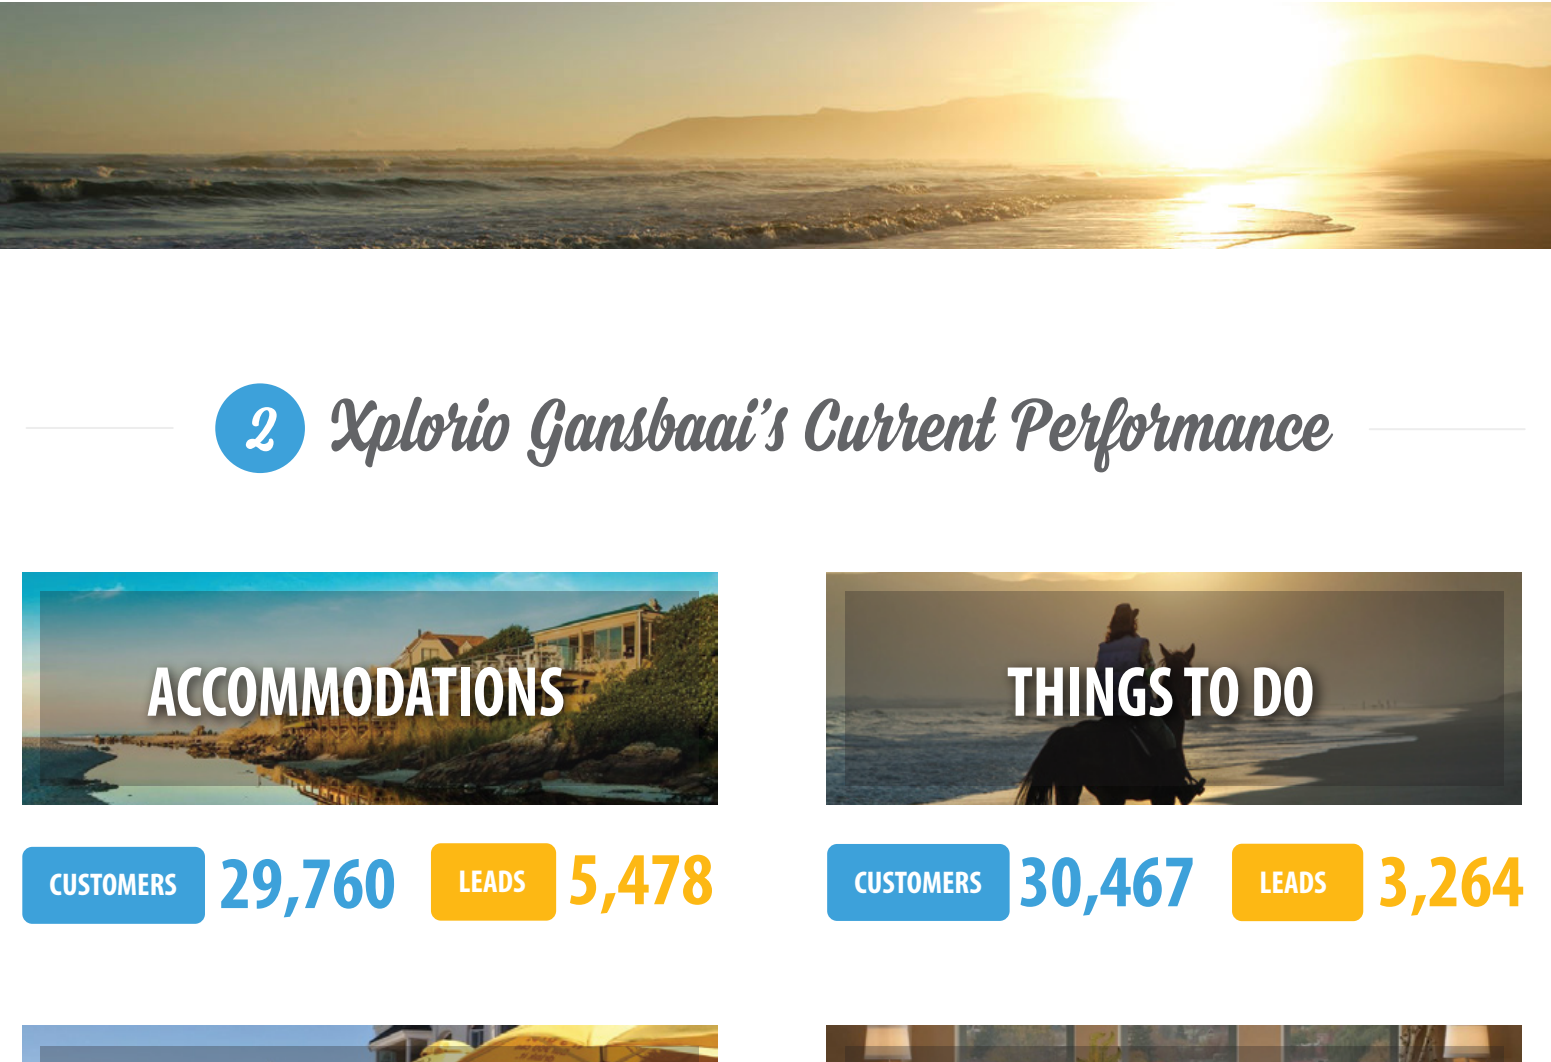 2 Xplorio Gansbaai's Current Performance
ACCOMMODATIONS
THINGS TO DO
CUSTOMERS 29,760 LEADS 5,478
CUSTOMERS 30,467 LEADS 3,264